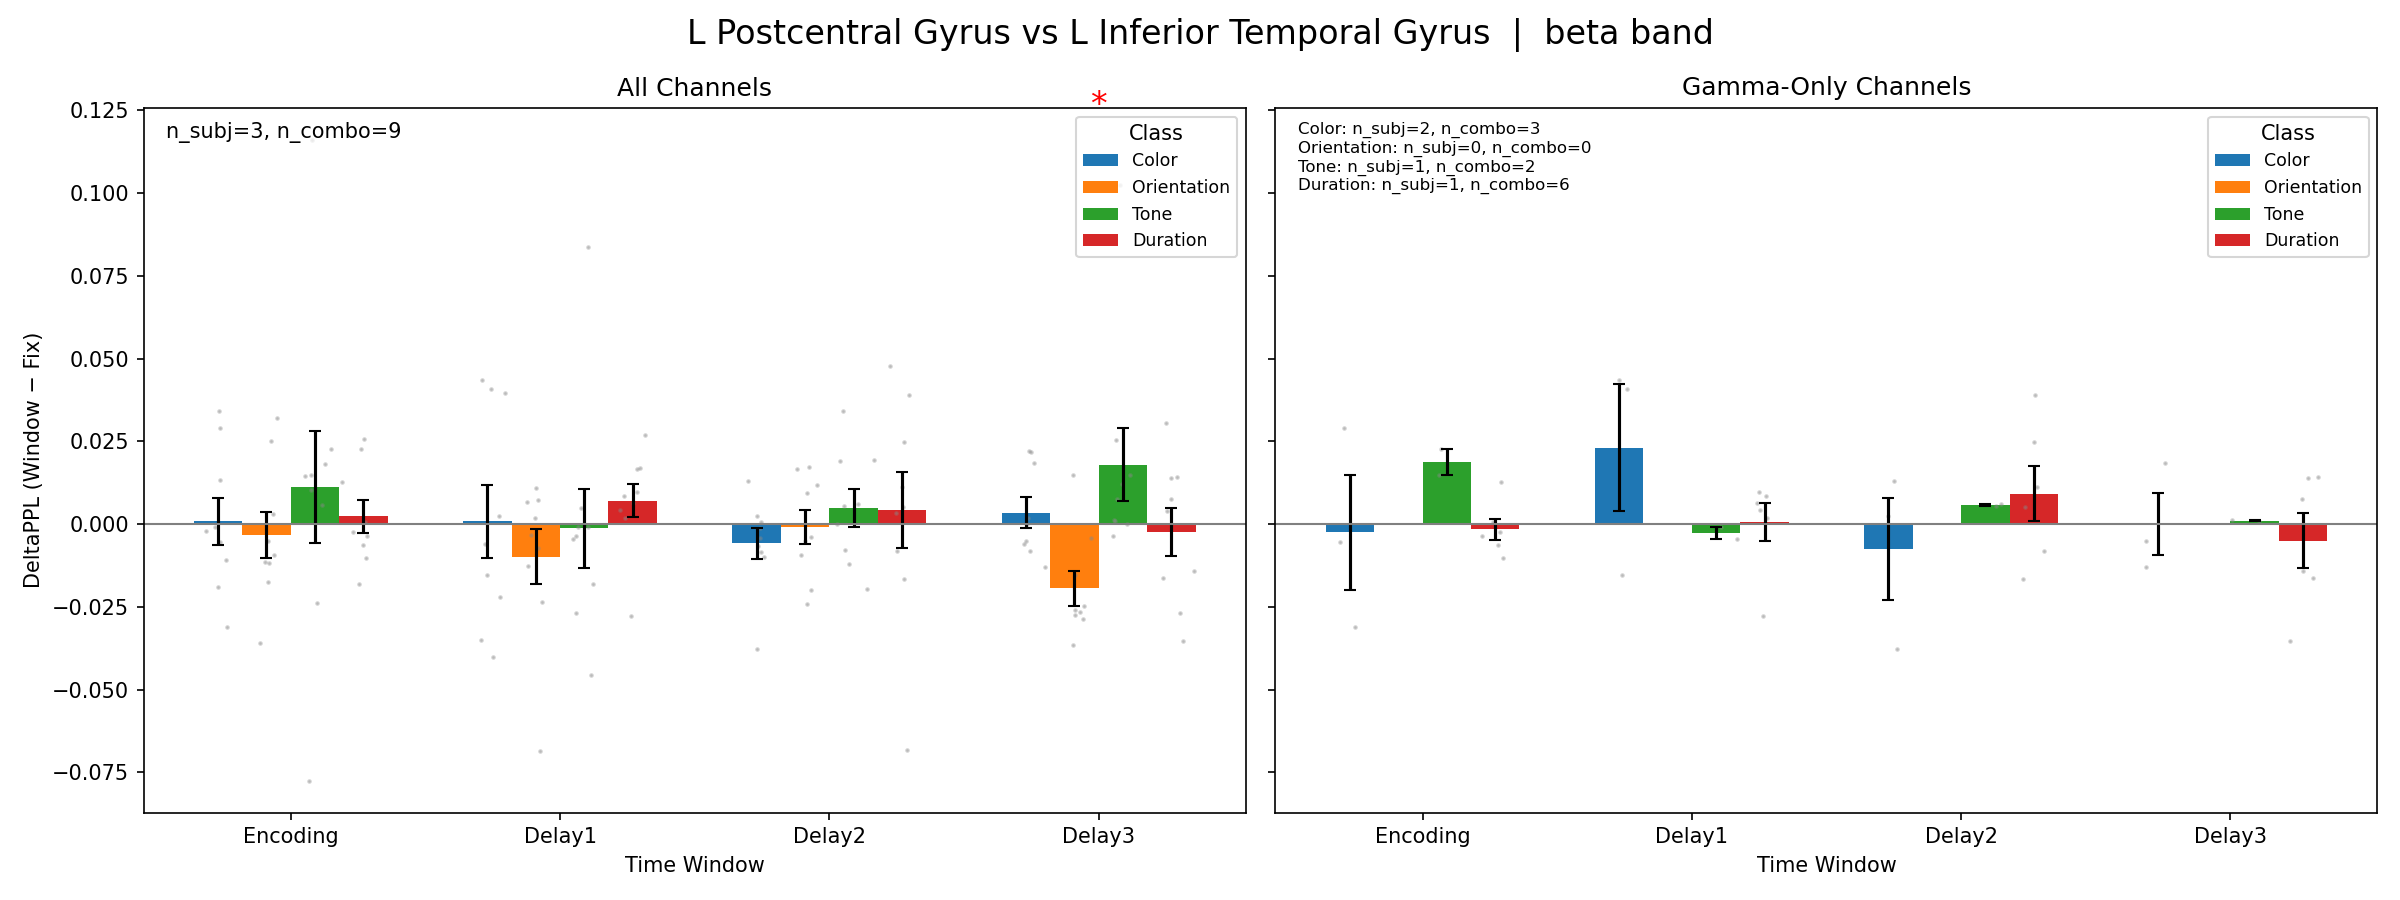 L Postcentral Gyrus vs L Inferior Temporal Gyrus | beta band
All Channels
*
n_subj=3, n_combo=9
Class
Color
Orientation
Tone
Duration
0.125
0.100
0.075
0.050
0.025
0.000
−0.025
−0.050
−0.075
DeltaPPL (Window − Fix)
Encoding
Delay1
Delay2
Delay3
Time Window
Gamma-Only Channels
Color: n_subj=2, n_combo=3
Orientation: n_subj=0, n_combo=0
Tone: n_subj=1, n_combo=2
Duration: n_subj=1, n_combo=6
Class
Color
Orientation
Tone
Duration
Encoding
Delay1
Delay2
Delay3
Time Window